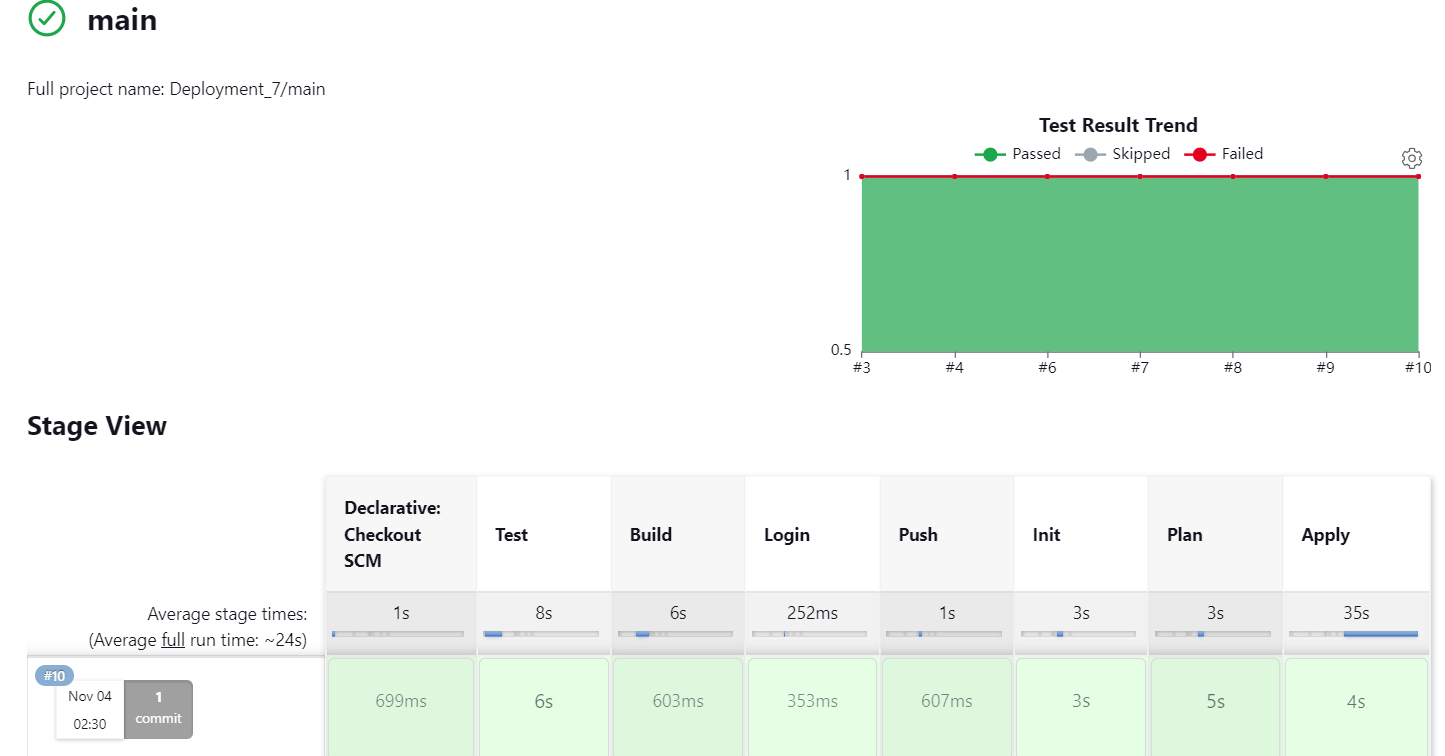 main
Full project name: Deployment_7/main
Test Result Trend
Passed Skipped Failed
1
0.5
#3 #4 #6 #7 #8 #9 #10
Stage View
Declarative:
Checkout
SCM
Test
Build
Login
Push
Init
Plan
Apply
Average stage times:
(Average full run time: ~24s)
1s 8s 6s 252ms 1s 3s 3s 35s
#10
Nov 04
02:30
1
commit
699ms 6s 603ms 353ms 607ms 3s 5s 4s